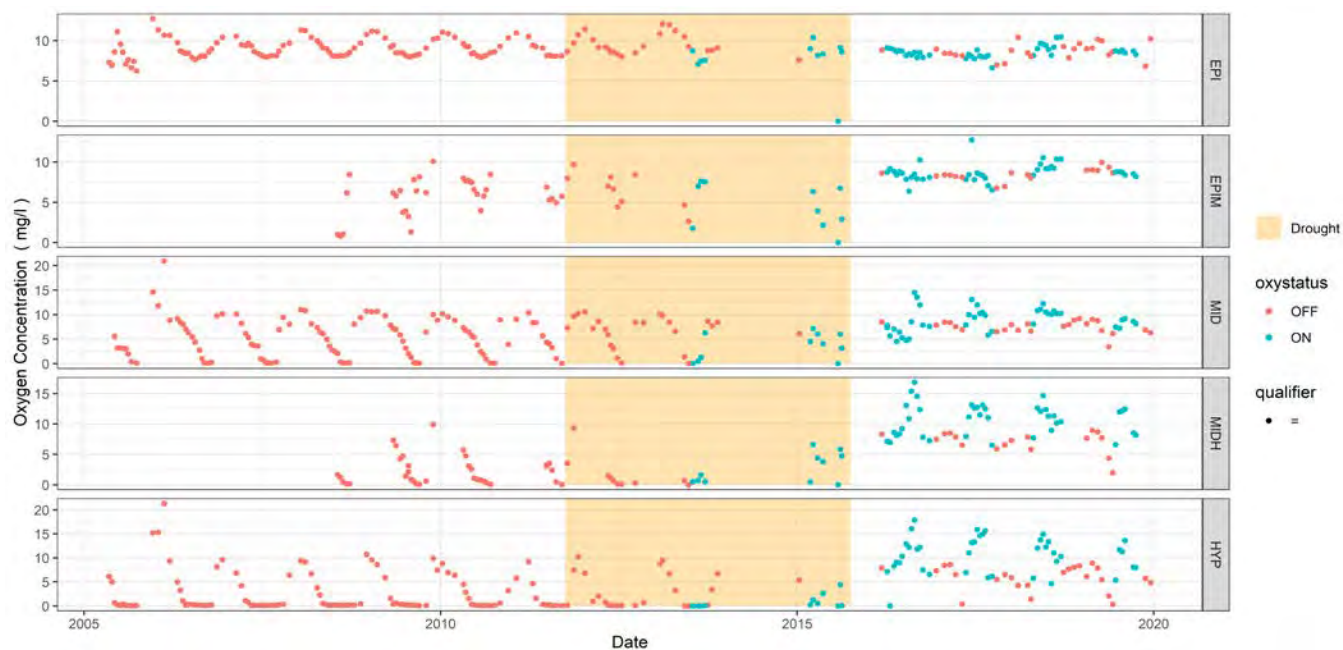 10
5
0
EPI
10
5
0
EPIM
20
15
10
5
0
MID
15
10
5
0
MIDH
20
15
10
5
0
HYP
Oxygen Concentration ( mg/l )
2005 2010 2015 2020
Date
Drought
oxystatus
OFF
ON
qualifier
=